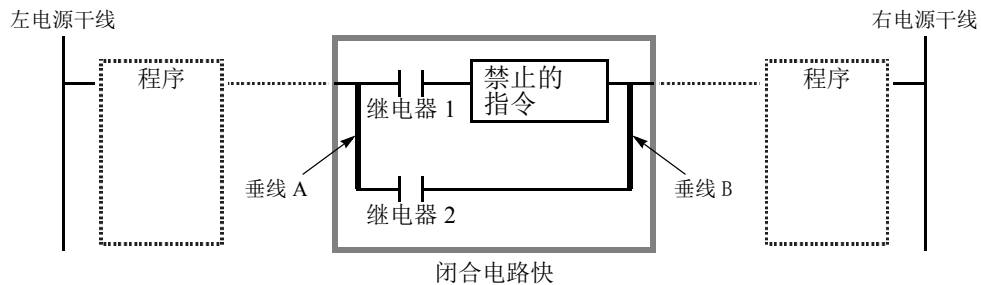 左电源干线
右电源干线
程序
禁止的
指令
程序
继电器 1
垂线 A
垂线 B
继电器 2
闭合电路快